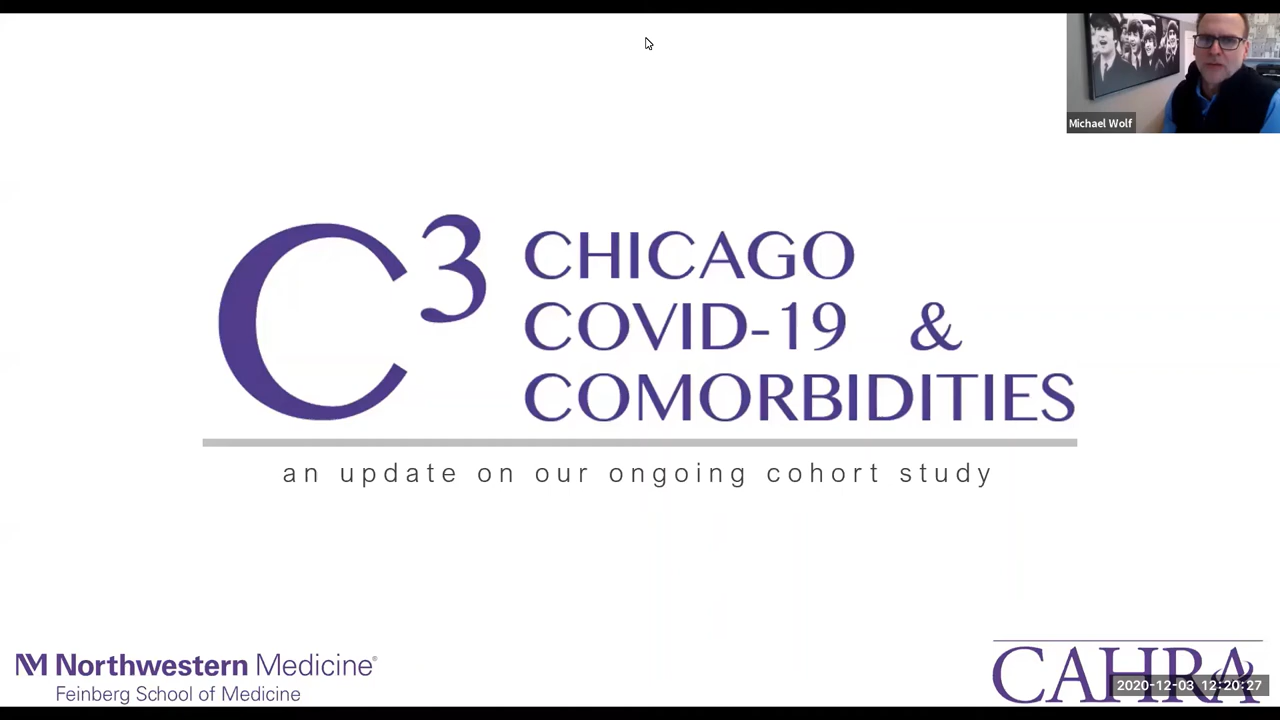 Michael Wolf
C3 CHICAGO
COVID-19 &
COMORBIDITIES
an update on our ongoing cohort study
NM Northwestern Medicine®
Feinberg School of Medicine
CAHRA
2020-12-03 12:20:27